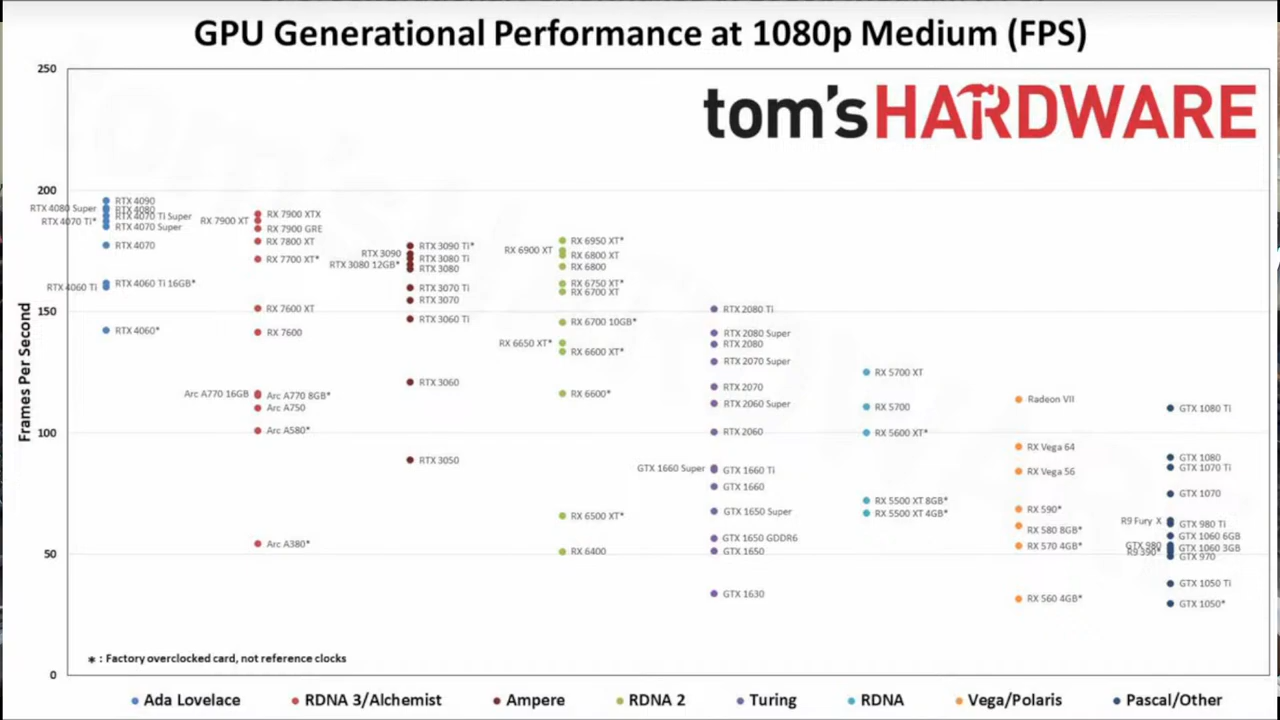 GPU Generational Performance at 1080p Medium (FPS)
tom'sHARDWARE
Frames Per Second
250
200
150
100
50
0
RTX 4090
RTX 4080 Super
RTX 4080
RTX 4070 Ti Super
RTX 4070 Ti*
RTX 4070 Super
RTX 4070
RTX 4060 Ti 16GB*
RTX 4060 Ti
RTX 4060*
RX 7900 XTX
RX 7900 XT
RX 7900 GRE
RX 7800 XT
RX 7700 XT*
RX 7600 XT
RX 7600
Arc A770 16GB
Arc A770 8GB*
Arc A750
Arc A580*
Arc A380*
RTX 3090 Ti*
RTX 3090
RTX 3080 Ti
RTX 3080 12GB*
RTX 3080
RTX 3070 Ti
RTX 3070
RTX 3060 Ti
RTX 3060
RTX 3050
RX 6950 XT*
RX 6900 XT
RX 6800 XT
RX 6800
RX 6750 XT*
RX 6700 XT
RX 6700 10GB*
RX 6650 XT*
RX 6600 XT*
RX 6600*
RX 6500 XT*
RX 6400
RTX 2080 Ti
RTX 2080 Super
RTX 2080
RTX 2070 Super
RTX 2070
RTX 2060 Super
RTX 2060
GTX 1660 Super
GTX 1660 Ti
GTX 1660
GTX 1650 Super
GTX 1650 GDDR6
GTX 1650
GTX 1630
RX 5700 XT
RX 5700
RX 5600 XT*
RX 5500 XT 8GB*
RX 5500 XT 4GB*
Radeon VII
RX Vega 64
RX Vega 56
RX 590*
RX 580 8GB*
RX 570 4GB*
RX 560 4GB*
GTX 1080 Ti
GTX 1080
GTX 1070 Ti
GTX 1070
R9 Fury X
GTX 980 Ti
GTX 1060 6GB
GTX 980
GTX 1060 3GB
R9 390*
GTX 970
GTX 1050 Ti
GTX 1050*
* : Factory overclocked card, not reference clocks
Ada Lovelace
RDNA 3/Alchemist
Ampere
RDNA 2
Turing
RDNA
Vega/Polaris
Pascal/Other